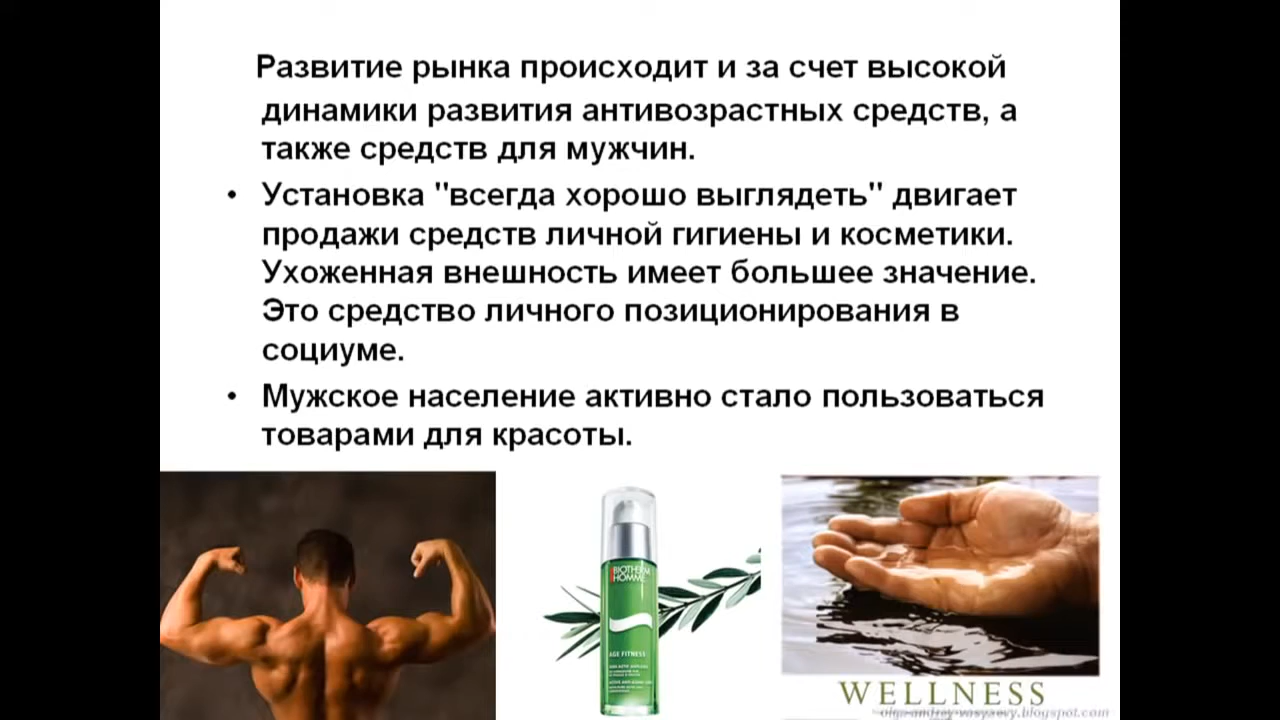 Развитие рынка происходит и за счет высокой
динамики развития антивозрастных средств, а
также средств для мужчин.
• Установка "всегда хорошо выглядеть" двигает
продажи средств личной гигиены и косметики.
Ухоженная внешность имеет большее значение.
Это средство личного позиционирования в
социуме.
• Мужское население активно стало пользоваться
товарами для красоты.
BIOTHERM
HOMME
AGE FITNESS
WELLNESS